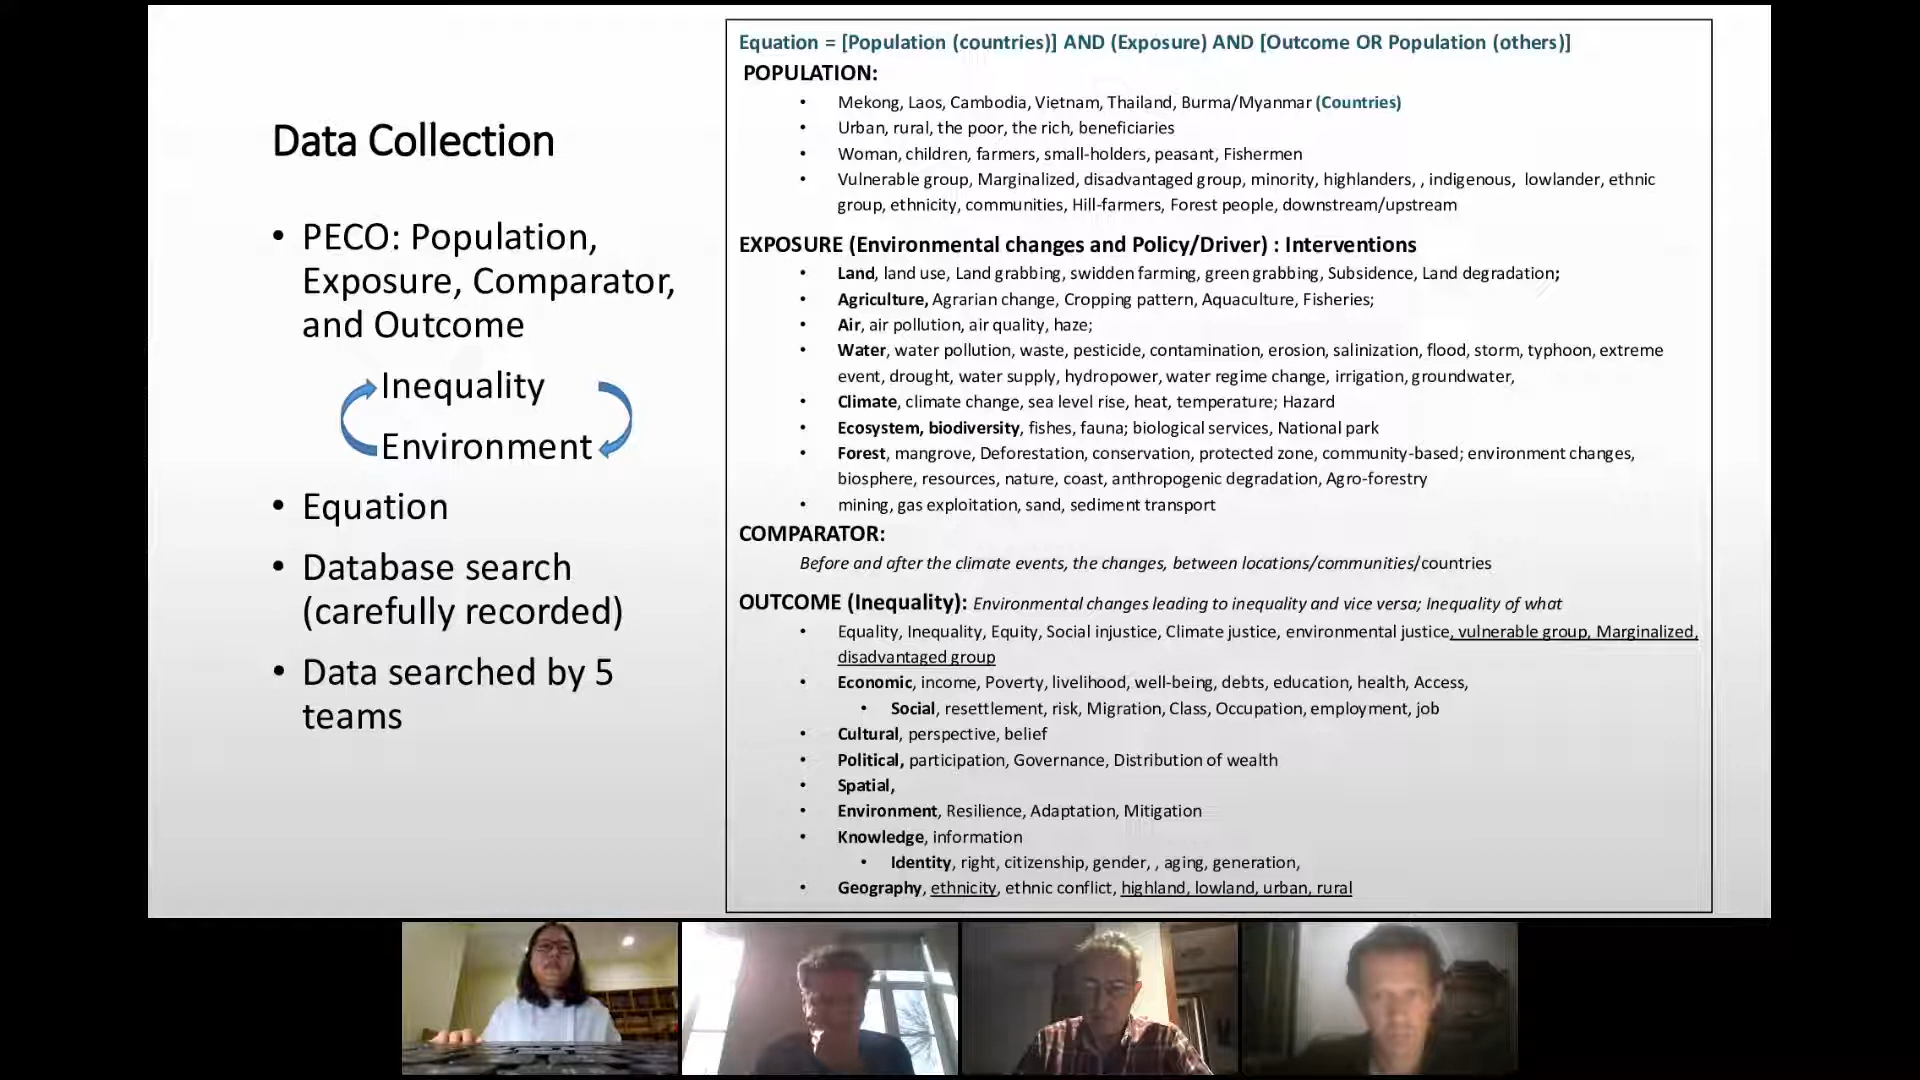 Data Collection
• PECO: Population,
Exposure, Comparator,
and Outcome
Inequality
Environment
• Equation
• Database search
(carefully recorded)
• Data searched by 5
teams
Equation = [Population (countries)] AND (Exposure) AND [Outcome OR Population (others)]
POPULATION:
• Mekong, Laos, Cambodia, Vietnam, Thailand, Burma/Myanmar (Countries)
• Urban, rural, the poor, the rich, beneficiaries
• Woman, children, farmers, small-holders, peasant, Fishermen
• Vulnerable group, Marginalized, disadvantaged group, minority, highlanders, , indigenous, lowlander, ethnic
group, ethnicity, communities, Hill-farmers, Forest people, downstream/upstream
EXPOSURE (Environmental changes and Policy/Driver) : Interventions
• Land, land use, Land grabbing, swidden farming, green grabbing, Subsidence, Land degradation;
• Agriculture, Agrarian change, Cropping pattern, Aquaculture, Fisheries;
• Air, air pollution, air quality, haze;
• Water, water pollution, waste, pesticide, contamination, erosion, salinization, flood, storm, typhoon, extreme
event, drought, water supply, hydropower, water regime change, irrigation, groundwater,
• Climate, climate change, sea level rise, heat, temperature; Hazard
• Ecosystem, biodiversity, fishes, fauna; biological services, National park
• Forest, mangrove, Deforestation, conservation, protected zone, community-based; environment changes,
biosphere, resources, nature, coast, anthropogenic degradation, Agro-forestry
• mining, gas exploitation, sand, sediment transport
COMPARATOR:
Before and after the climate events, the changes, between locations/communities/countries
OUTCOME (Inequality): Environmental changes leading to inequality and vice versa; Inequality of what
• Equality, Inequality, Equity, Social injustice, Climate justice, environmental justice, vulnerable group, Marginalized,
disadvantaged group
• Economic, income, Poverty, livelihood, well-being, debts, education, health, Access,
• Social, resettlement, risk, Migration, Class, Occupation, employment, job
• Cultural, perspective, belief
• Political, participation, Governance, Distribution of wealth
• Spatial,
• Environment, Resilience, Adaptation, Mitigation
• Knowledge, information
• Identity, right, citizenship, gender, , aging, generation,
• Geography, ethnicity, ethnic conflict, highland, lowland, urban, rural